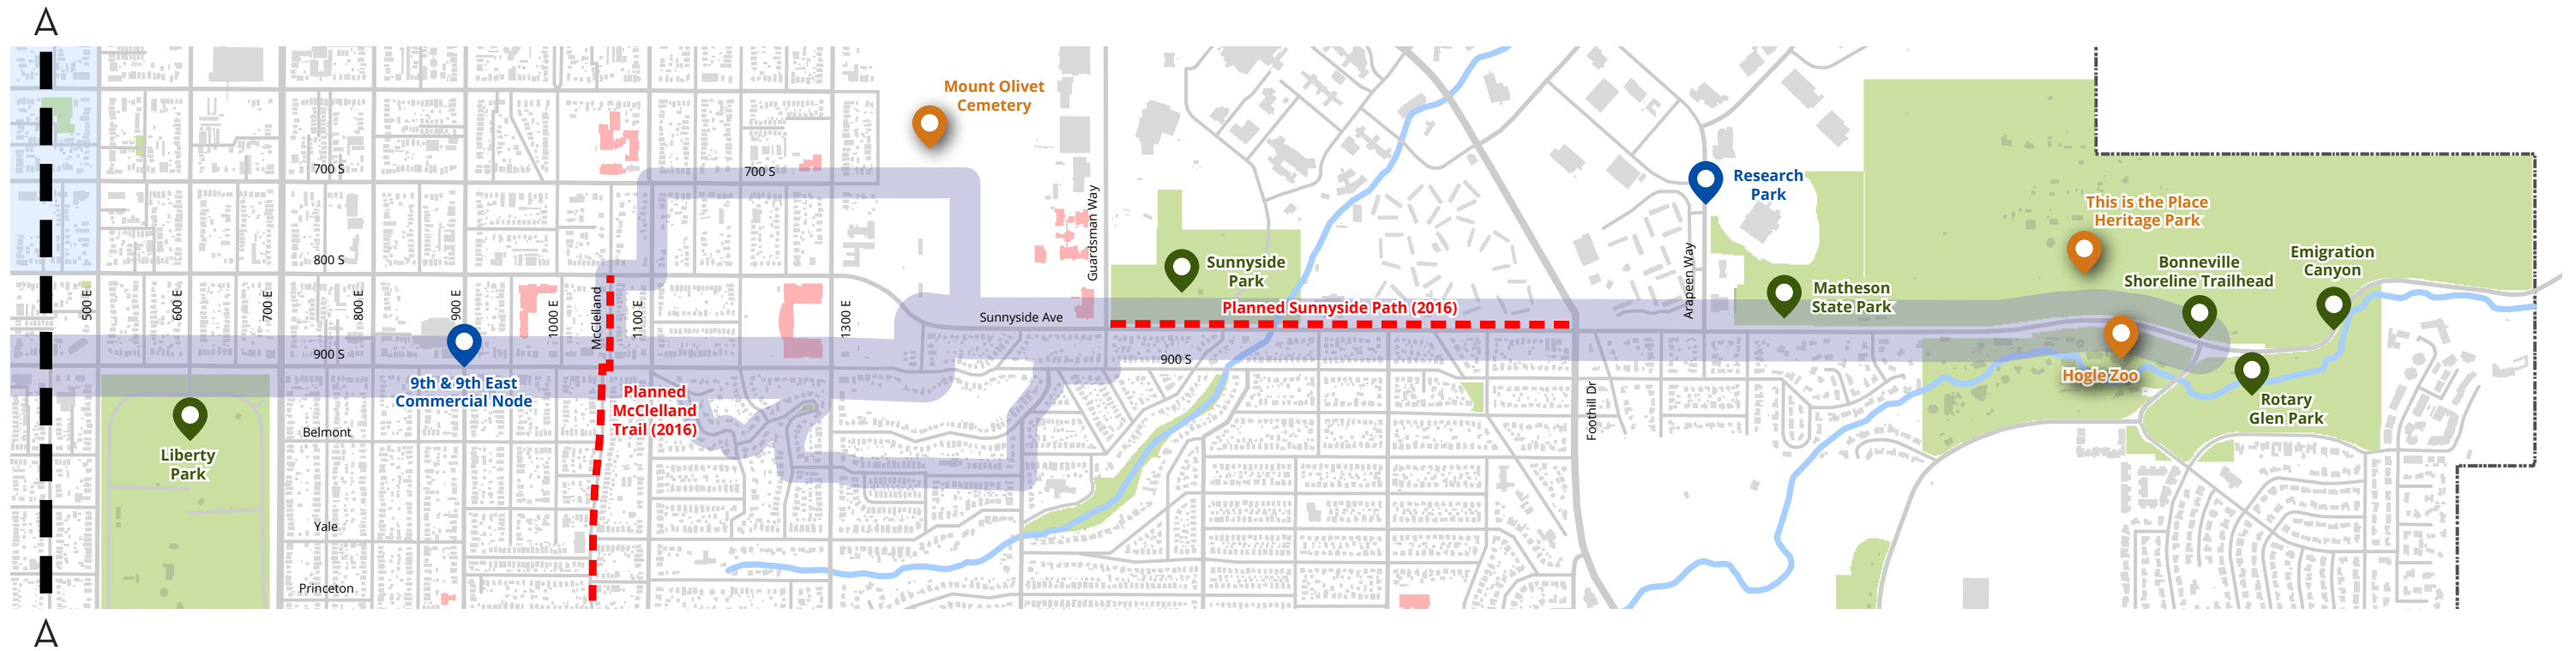 A
Mount Olivet
Cemetery
700 S
700 S
Research
Park
This is the Place
Heritage Park
Guardsman Way
800 S
Sunnyside
Park
Arapeen Way
Emigration
Canyon
Bonneville
Shoreline Trailhead
Matheson
State Park
500 E
600 E
700 E
800 E
900 E
1000 E
McClelland
1100 E
1300 E
Sunnyside Ave
Planned Sunnyside Path (2016)
900 S
900 S
Hogle Zoo
9th & 9th East
Commercial Node
Planned
McClelland
Trail (2016)
Foothill Dr
Rotary
Glen Park
Belmont
Liberty
Park
Yale
Princeton
A